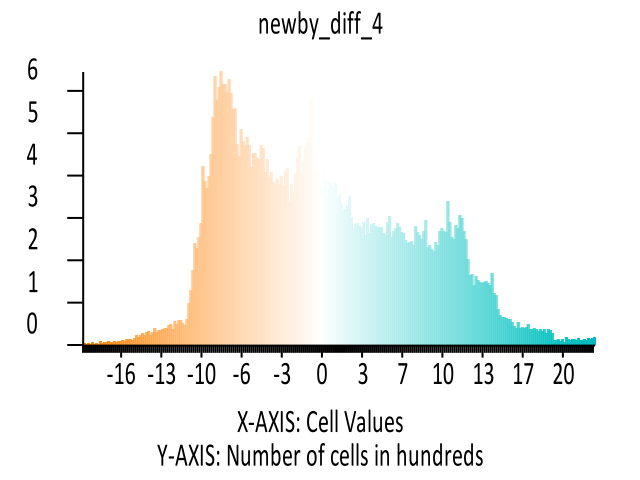 newby_diff_4
6
5
4
3
2
1
0
-16 -13 -10 -6 -3 0 3 7 10 13 17 20
X-AXIS: Cell Values
Y-AXIS: Number of cells in hundreds